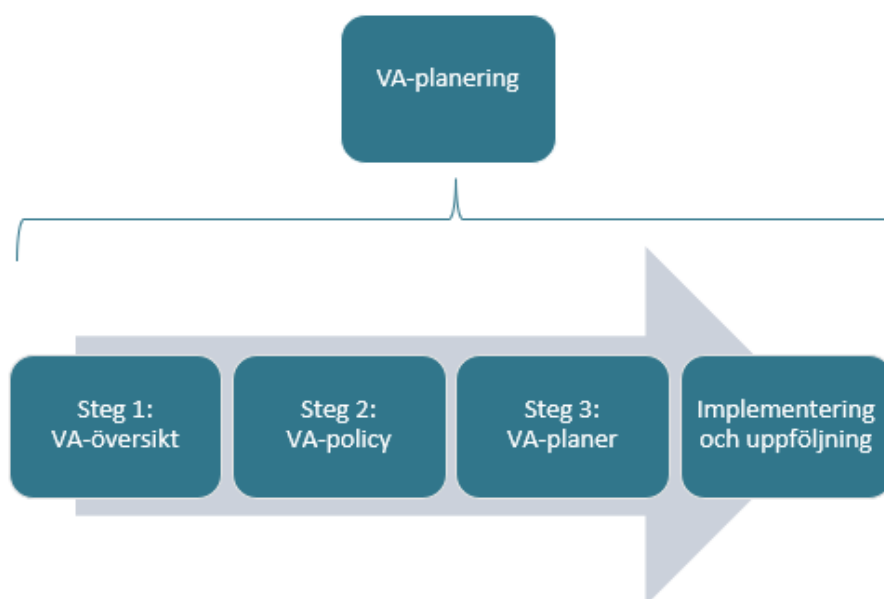 VA-planering
Steg 1:
VA-översikt
Steg 2:
VA-policy
Steg 3:
VA-planer
Implementering
och uppföljning